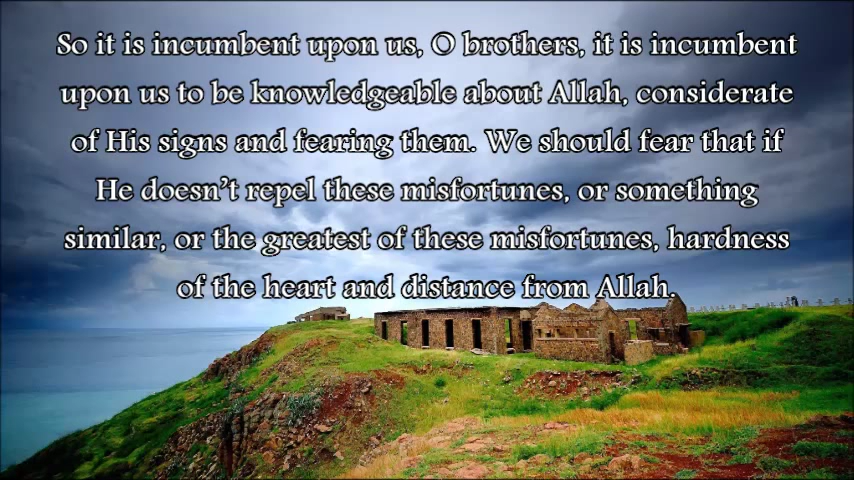 So it is incumbent upon us, O brothers, it is incumbent
upon us to be knowledgeable about Allah, considerate
of His signs and fearing them. We should fear that if
He doesn't repel these misfortunes, or something
similar, or the greatest of these misfortunes, hardness
of the heart and distance from Allah.